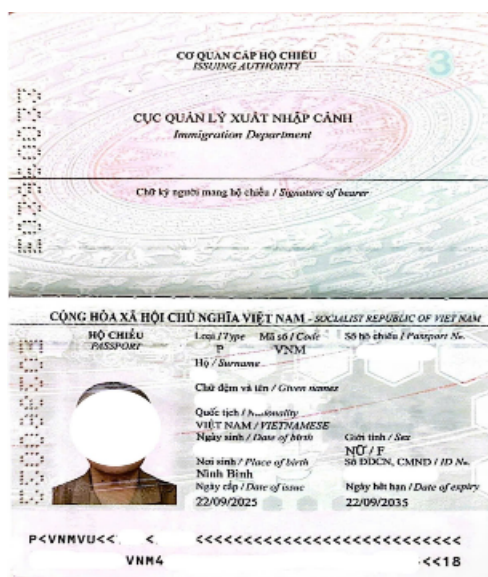 CƠ QUAN CẤP HỘ CHIẾU
ISSUING AUTHORITY
3
CỤC QUẢN LÝ XUẤT NHẬP CẢNH
Immigration Department
Chữ ký người mang hộ chiếu / Signature of bearer
CỘNG HÒA XÃ HỘI CHỦ NGHĨA VIỆT NAM - SOCIALIST REPUBLIC OF VIET NAM
HỘ CHIẾU
PASSPORT
Loại / Type Mã số / Code Số hộ chiếu / Passport No.
P VNM
Họ / Surname
Chữ đệm và tên / Given names
Quốc tịch / Nationality
VIỆT NAM / VIETNAMESE
Ngày sinh / Date of birth Giới tính / Sex
NỮ / F
Nơi sinh / Place of birth Số ĐDCN, CMND / ID No.
Ninh Bình
Ngày cấp / Date of issue Ngày hết hạn / Date of expiry
22/09/2025 22/09/2035
P<VNMVU<< < <<<<<<<<<<<<<<<<<<<<<<<<<<<<
VNM4 <<18